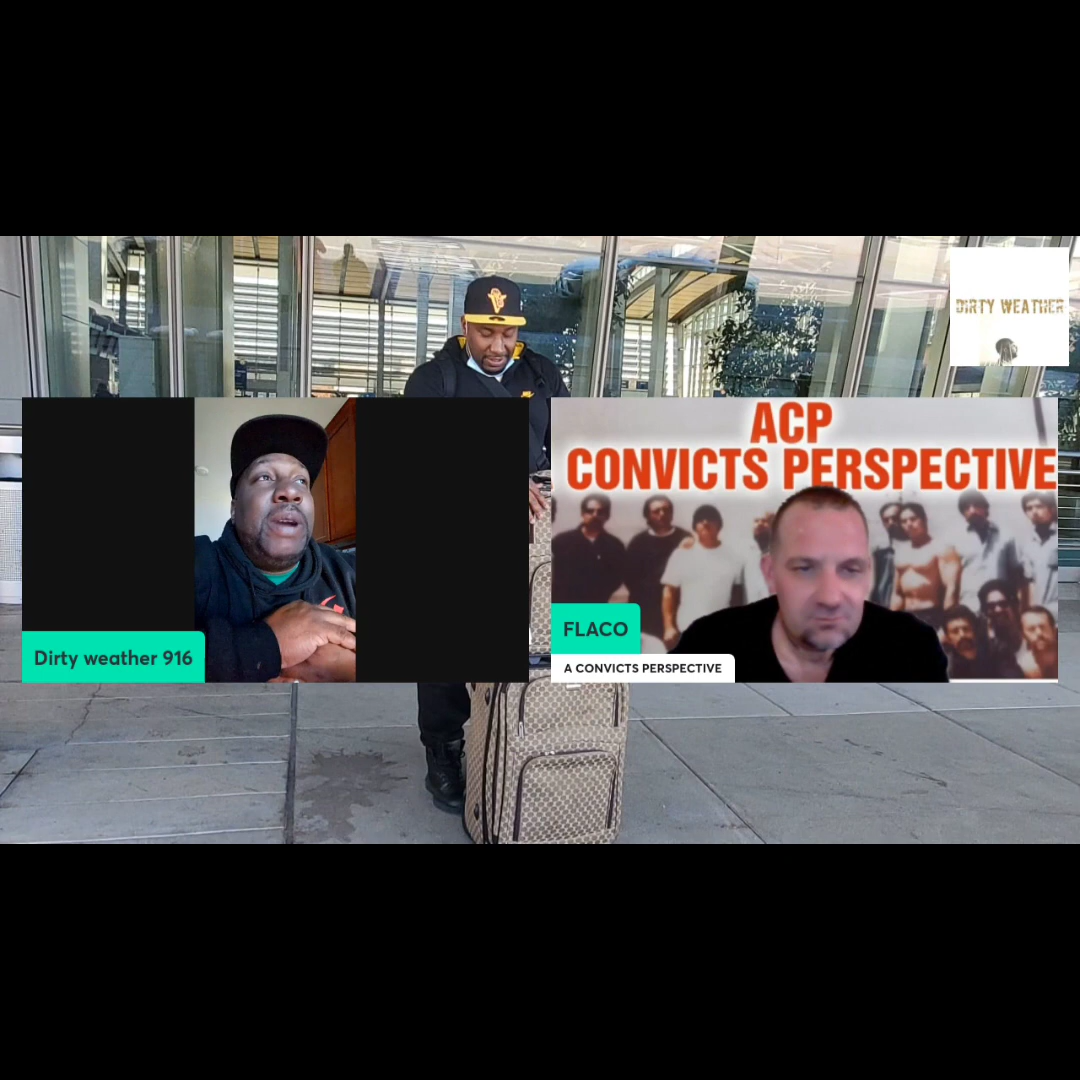 DIRTY WEATHER
ACP
CONVICTS PERSPECTIVE
Dirty weather 916
FLACO
A CONVICTS PERSPECTIVE